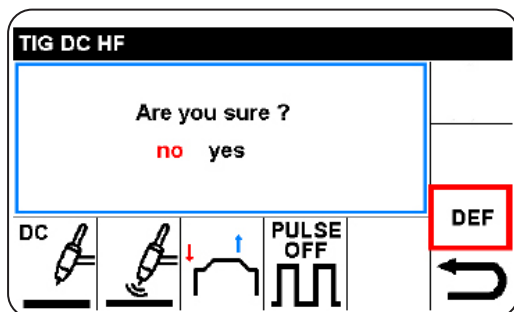 TIG DC HF
Are you sure ?
no yes
DEF
DC
PULSE
OFF